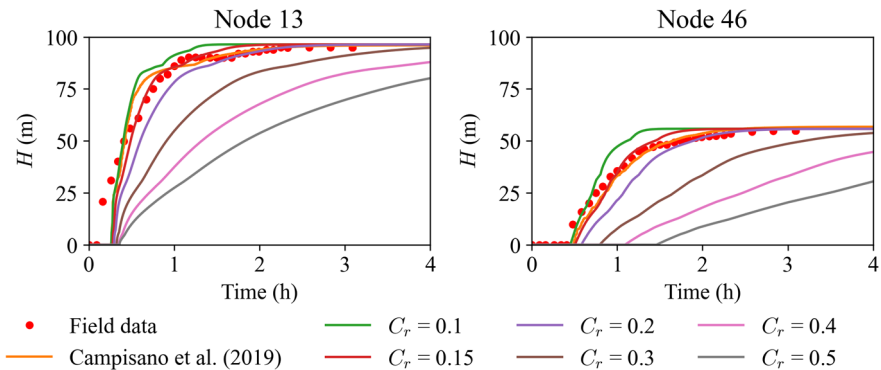 Node 13
Node 46
100
75
50
25
0
H (m)
0
1
2
3
4
Time (h)
100
75
50
25
0
H (m)
0
1
2
3
4
Time (h)
Field data
Campisano et al. (2019)
C_r = 0.1
C_r = 0.15
C_r = 0.2
C_r = 0.3
C_r = 0.4
C_r = 0.5